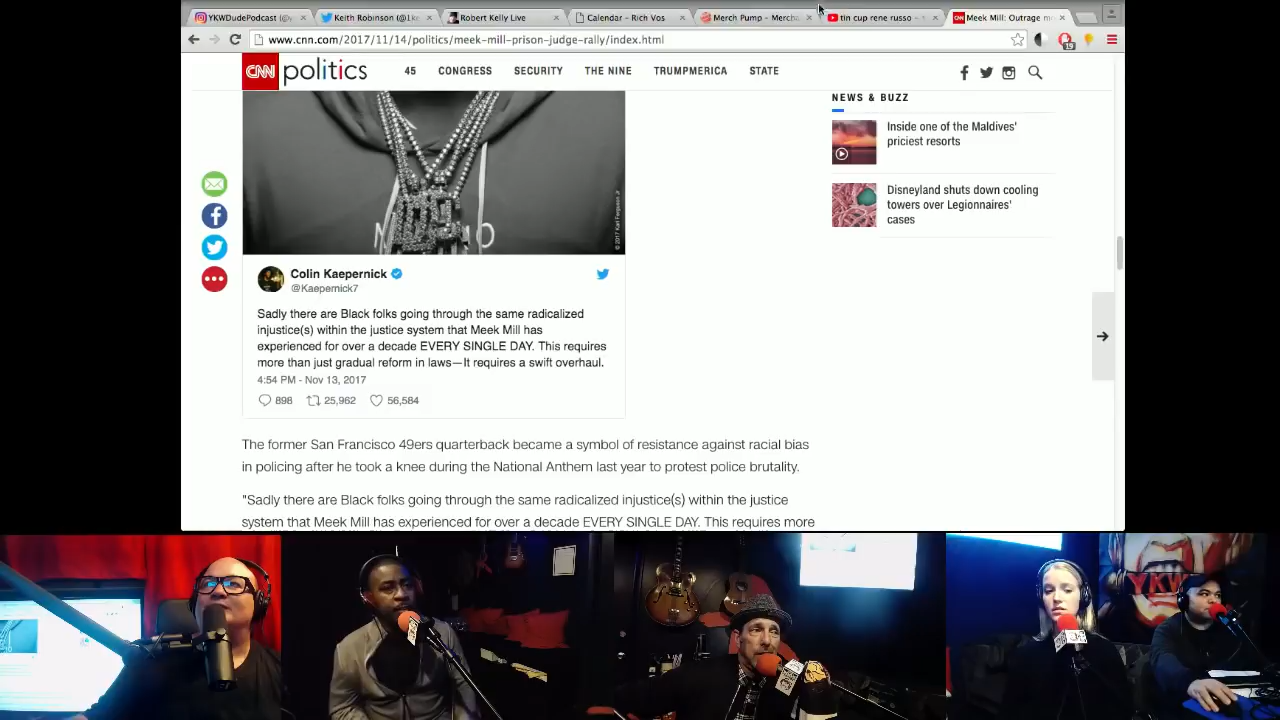 YKWDudePodcast (@y
Keith Robinson (@I.ke
Robert Kelly Live
Calendar – Rich Vos
Merch Pump – Mercha
tin cup rene russo -
Meek Mill: Outrage m
www.cnn.com/2017/11/14/politics/meek-mill-prison-judge-rally/index.html
19
CNN politics
45 CONGRESS SECURITY THE NINE TRUMPMERICA STATE
NEWS & BUZZ
Inside one of the Maldives'
priciest resorts
Disneyland shuts down cooling
towers over Legionnaires'
cases
Colin Kaepernick
@Kaepernick7
Sadly there are Black folks going through the same radicalized
injustice(s) within the justice system that Meek Mill has
experienced for over a decade EVERY SINGLE DAY. This requires
more than just gradual reform in laws—It requires a swift overhaul.
4:54 PM - Nov 13, 2017
898 25,962 56,584
The former San Francisco 49ers quarterback became a symbol of resistance against racial bias
in policing after he took a knee during the National Anthem last year to protest police brutality.
"Sadly there are Black folks going through the same radicalized injustice(s) within the justice
system that Meek Mill has experienced for over a decade EVERY SINGLE DAY. This requires more
YKW